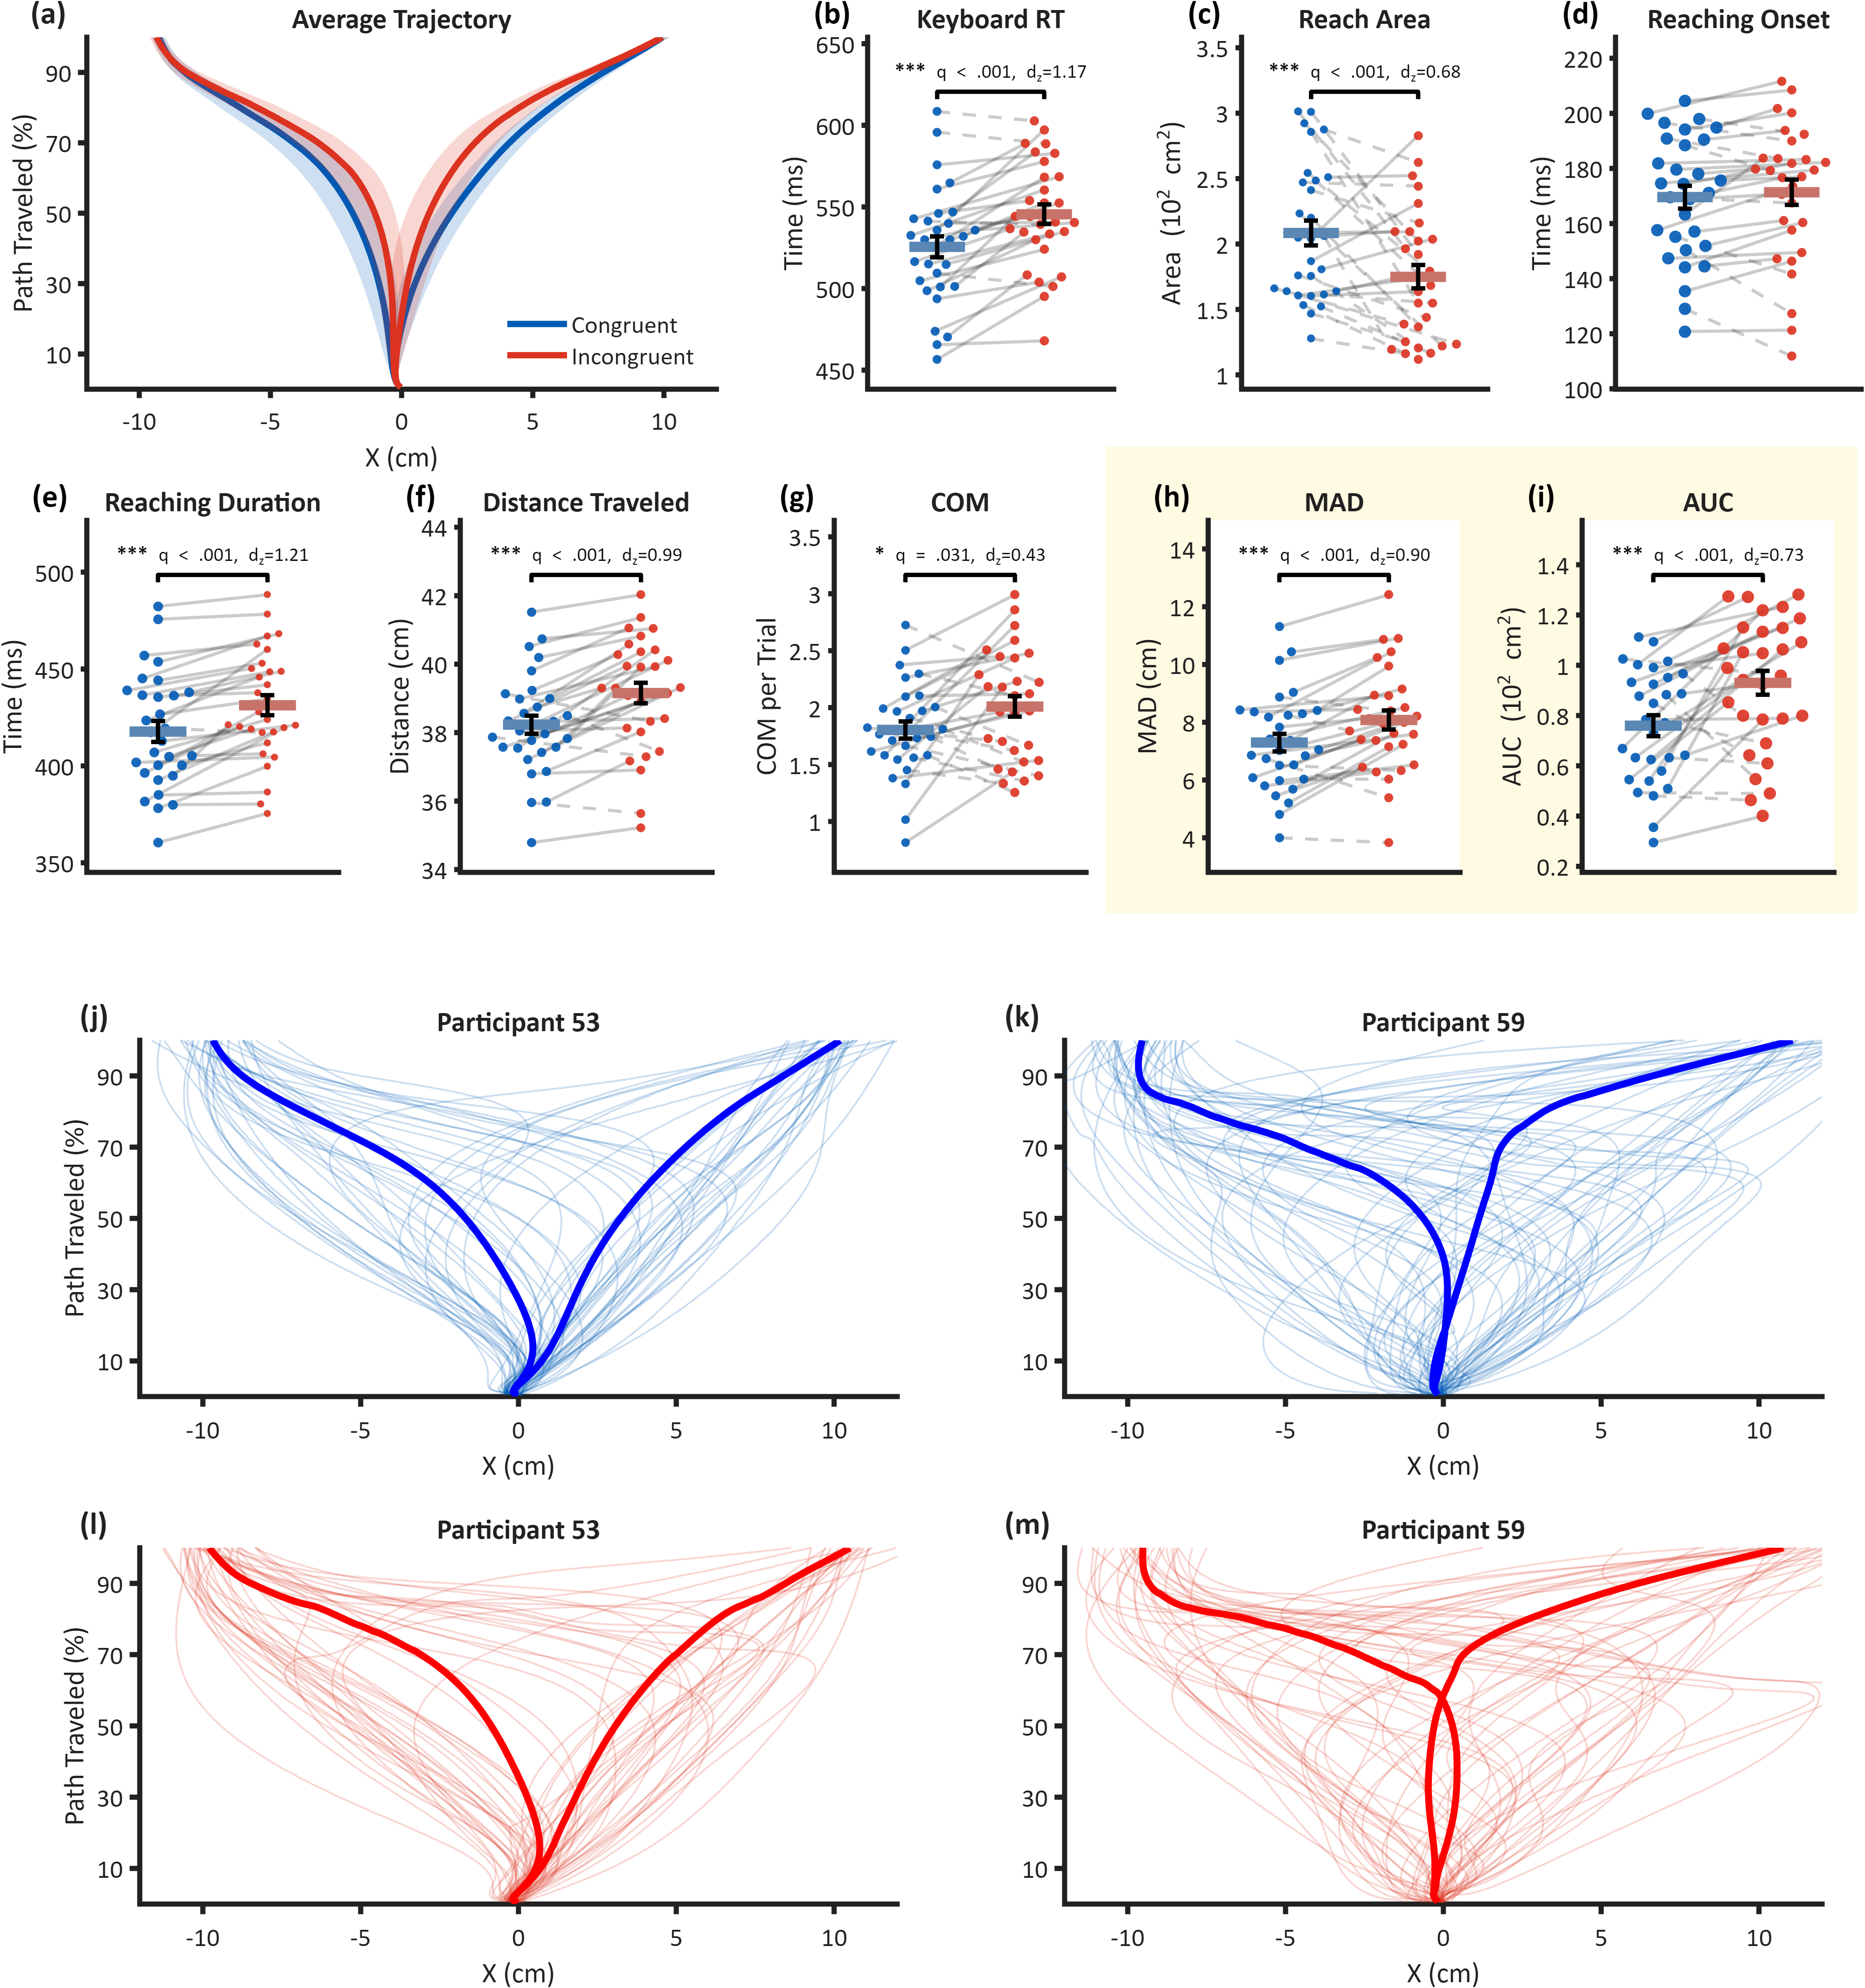 (a) Average Trajectory
Path Traveled (%)
90
70
50
30
10
Congruent
Incongruent
-10 -5 0 5 10
X (cm)
(b) Keyboard RT
*** q < .001, dz=1.17
Time (ms)
650
600
550
500
450
(c) Reach Area
*** q < .001, dz=0.68
Area (10² cm²)
3.5
3
2.5
2
1.5
1
(d) Reaching Onset
Time (ms)
220
200
180
160
140
120
100
(e) Reaching Duration
*** q < .001, dz=1.21
Time (ms)
500
450
400
350
(f) Distance Traveled
*** q < .001, dz=0.99
Distance (cm)
44
42
40
38
36
34
(g) COM
* q = .031, dz=0.43
COM per Trial
3.5
3
2.5
2
1.5
1
(h) MAD
*** q < .001, dz=0.90
MAD (cm)
14
12
10
8
6
4
(i) AUC
*** q < .001, dz=0.73
AUC (10² cm²)
1.4
1.2
1
0.8
0.6
0.4
0.2
(j) Participant 53
Path Traveled (%)
90
70
50
30
10
-10 -5 0 5 10
X (cm)
(k) Participant 59
90
70
50
30
10
-10 -5 0 5 10
X (cm)
(l) Participant 53
Path Traveled (%)
90
70
50
30
10
-10 -5 0 5 10
X (cm)
(m) Participant 59
90
70
50
30
10
-10 -5 0 5 10
X (cm)